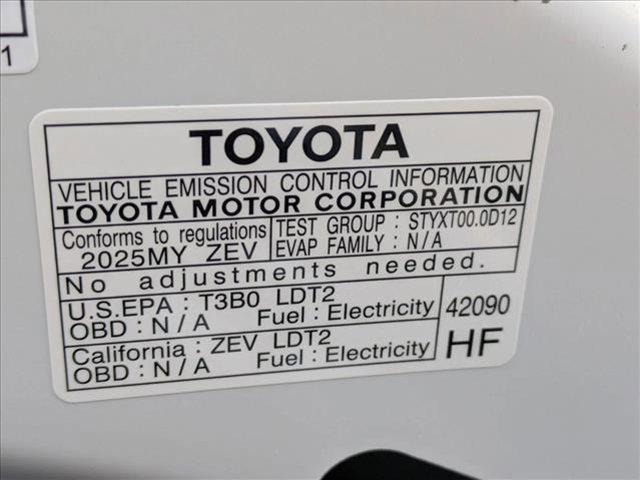 1
TOYOTA
VEHICLE EMISSION CONTROL INFORMATION
TOYOTA MOTOR CORPORATION
Conforms to regulations
2025MY ZEV
TEST GROUP : STYXT00.0D12
EVAP FAMILY : N/A
No adjustments needed.
U.S.EPA : T3B0 LDT2
OBD : N/A Fuel : Electricity
California : ZEV LDT2
OBD : N/A Fuel : Electricity
42090
HF